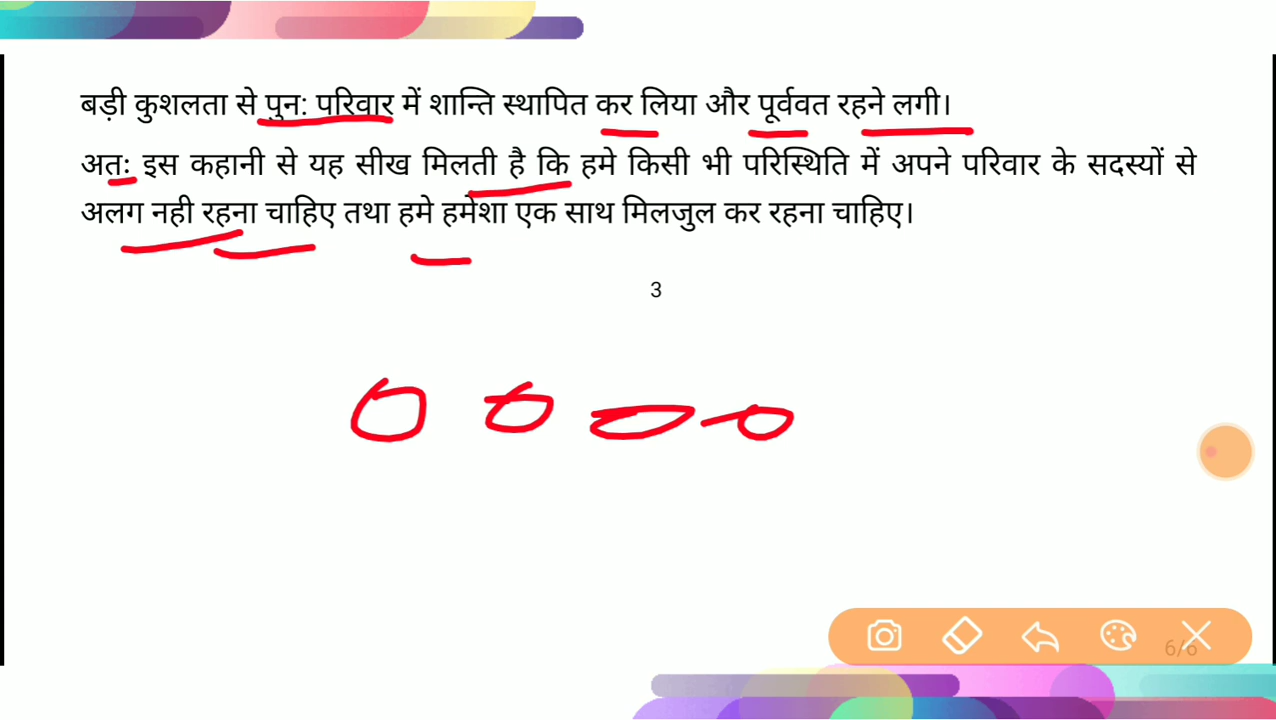 बड़ी कुशलता से पुन: परिवार में शान्ति स्थापित कर लिया और पूर्ववत रहने लगी।
अतः इस कहानी से यह सीख मिलती है कि हमे किसी भी परिस्थिति में अपने परिवार के सदस्यों से
अलग नही रहना चाहिए तथा हमे हमेशा एक साथ मिलजुल कर रहना चाहिए।
3
6/6